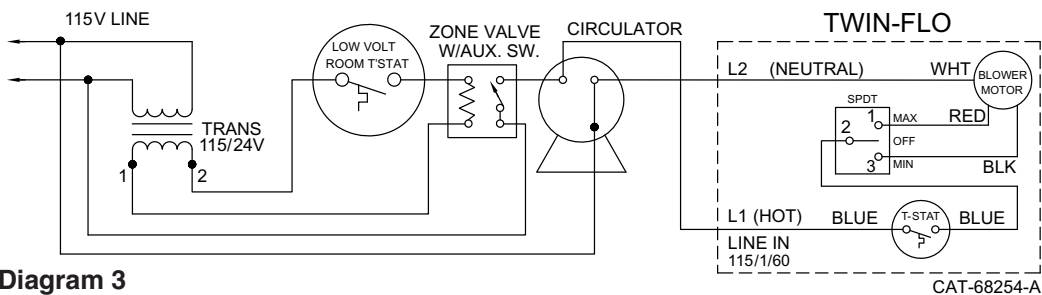 115V LINE
TRANS
115/24V
1
2
LOW VOLT
ROOM T'STAT
ZONE VALVE
W/AUX. SW.
CIRCULATOR
TWIN-FLO
L2 (NEUTRAL) WHT
BLOWER
MOTOR
SPDT
1 MAX RED
2 OFF
3 MIN BLK
L1 (HOT) BLUE T-STAT BLUE
LINE IN
115/1/60
Diagram 3
CAT-68254-A